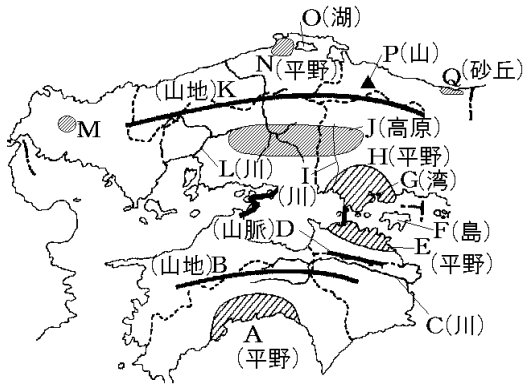 O(湖)
P(山)
N(平野)
Q(砂丘)
(山地)K
M
J(高原)
L(川)
H(平野)
I
(川)
G(湾)
F(島)
(山脈)D
E
(平野)
(山地)B
C(川)
A
(平野)